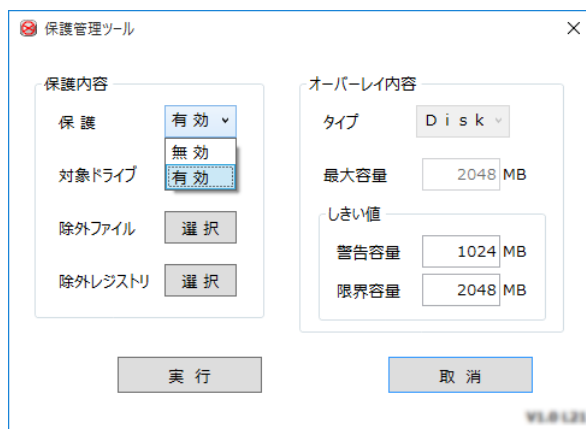 保護管理ツール
保護内容
保 護
有 効
無 効
有 効
対象ドライブ
除外ファイル
選 択
除外レジストリ
選 択
オーバーレイ内容
タイプ
Ｄｉｓｋ
最大容量
2048 MB
しきい値
警告容量
1024 MB
限界容量
2048 MB
実 行
取 消
V1.0 L21